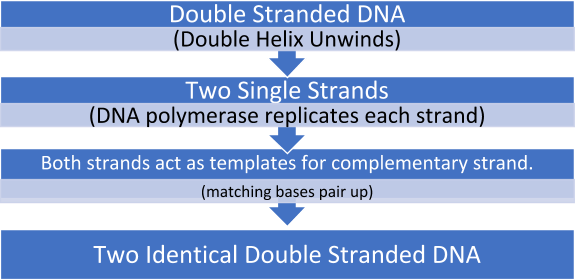 Double Stranded DNA
(Double Helix Unwinds)
Two Single Strands
(DNA polymerase replicates each strand)
Both strands act as templates for complementary strand.
(matching bases pair up)
Two Identical Double Stranded DNA